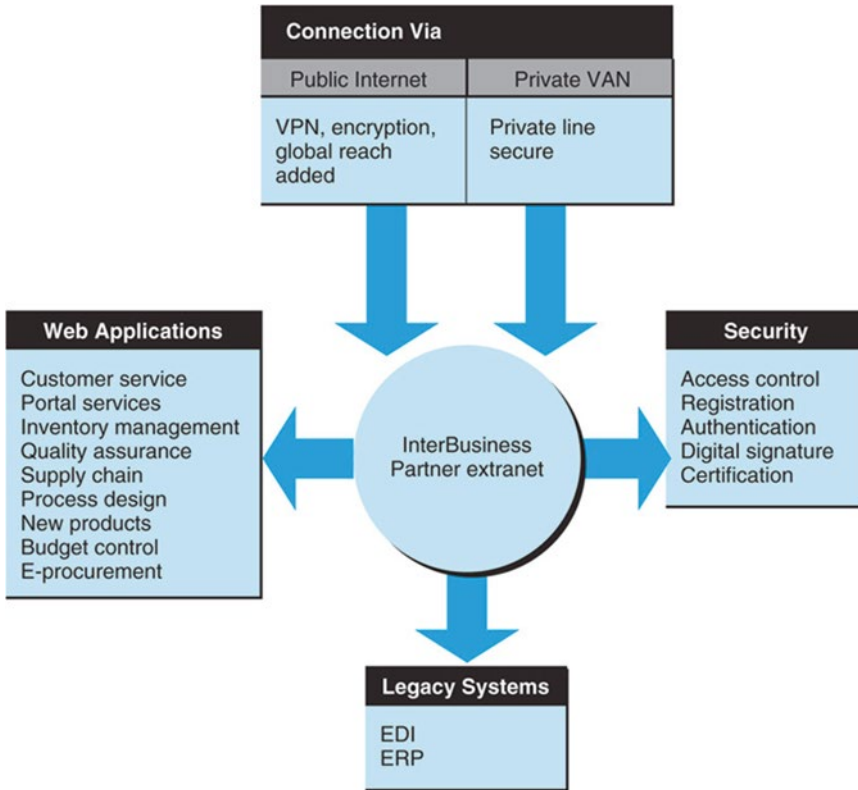 Connection Via
Public Internet
Private VAN
VPN, encryption,
global reach
added
Private line
secure
Web Applications
Customer service
Portal services
Inventory management
Quality assurance
Supply chain
Process design
New products
Budget control
E-procurement
InterBusiness
Partner extranet
Security
Access control
Registration
Authentication
Digital signature
Certification
Legacy Systems
EDI
ERP